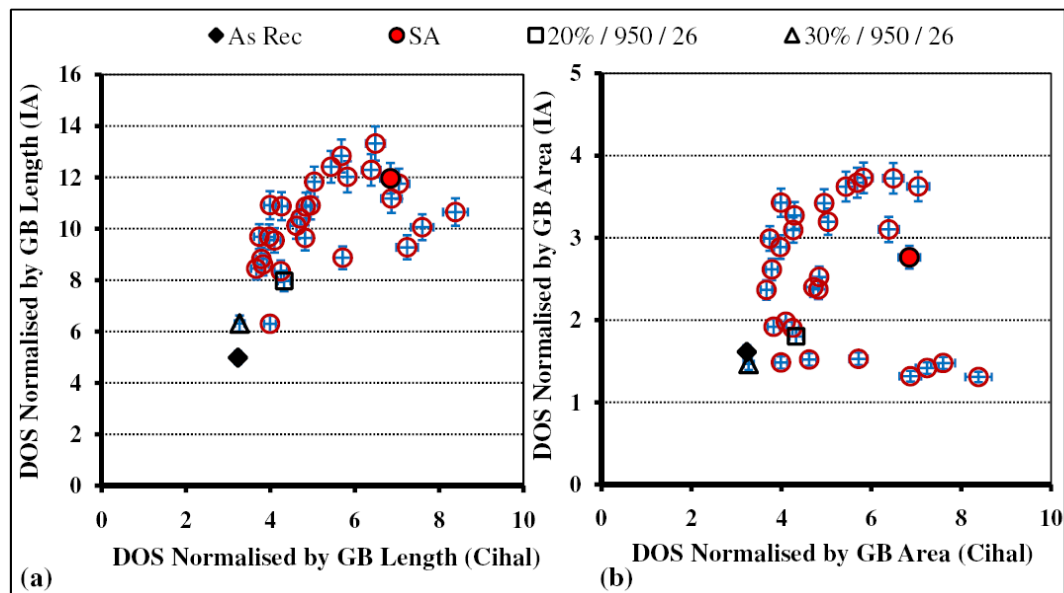 As Rec SA 20% / 950 / 26 30% / 950 / 26
DOS Normalised by GB Length (IA)
16
14
12
10
8
6
4
2
0
0 2 4 6 8 10
DOS Normalised by GB Length (Cihal)
(a)
DOS Normalised by GB Area (IA)
5
4
3
2
1
0
0 2 4 6 8 10
DOS Normalised by GB Area (Cihal)
(b)